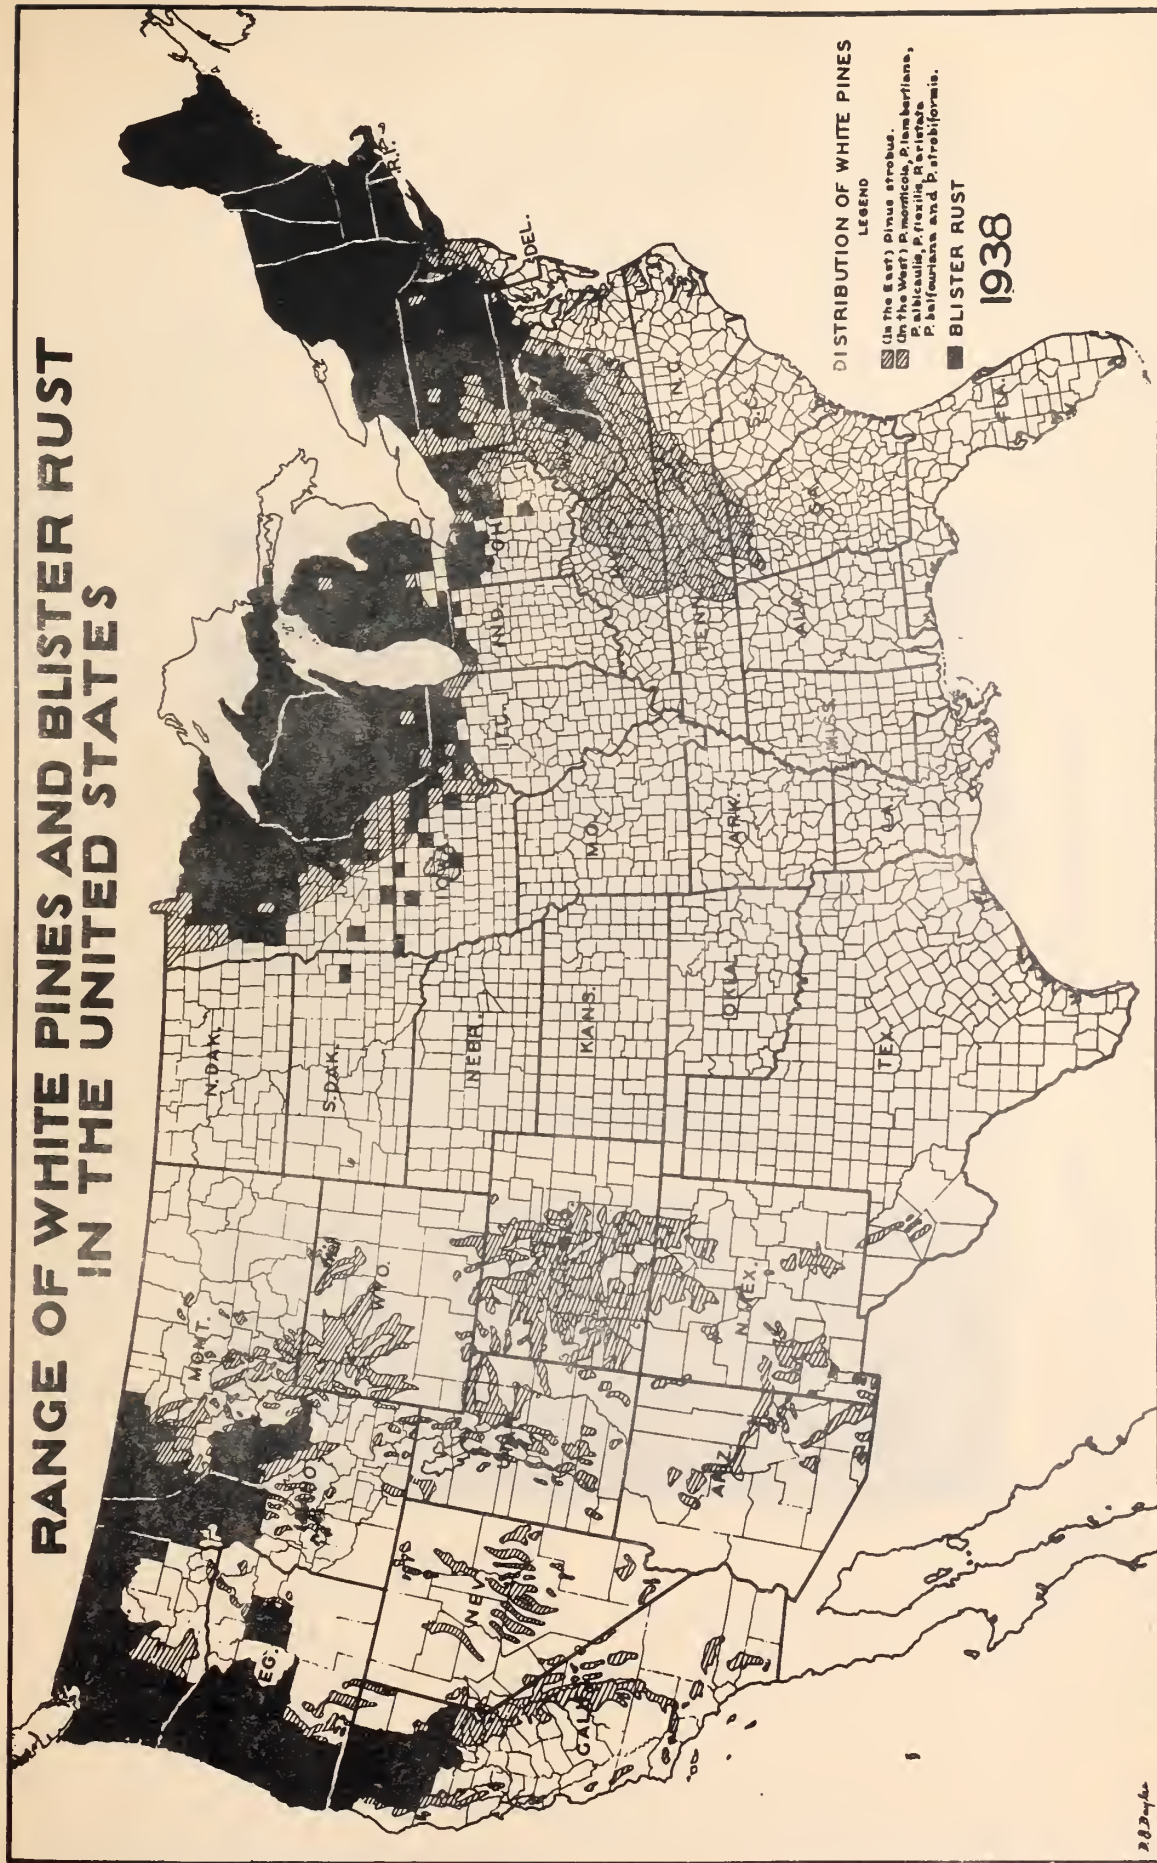 RANGE OF WHITE PINES AND BLISTER RUST
IN THE UNITED STATES
N. DAK.
S. DAK.
NEBR.
KANS.
OKLA.
TEX.
MONT.
WYO.
N. MEX.
ARIZ.
NEV.
CALIF.
IOWA
MO.
ARK.
LA.
ILL.
IND.
OH
TENN
MISS.
ALA.
GA.
FLA.
S.C.
N.C.
DEL.
R.I.
DISTRIBUTION OF WHITE PINES
LEGEND
(In the East) Pinus strobus.
(In the West) P. monticola, P. lambertiana,
P. albicaulis, P. flexilis, P. aristata
P. balfouriana and P. strobiformis.
BLISTER RUST
1938